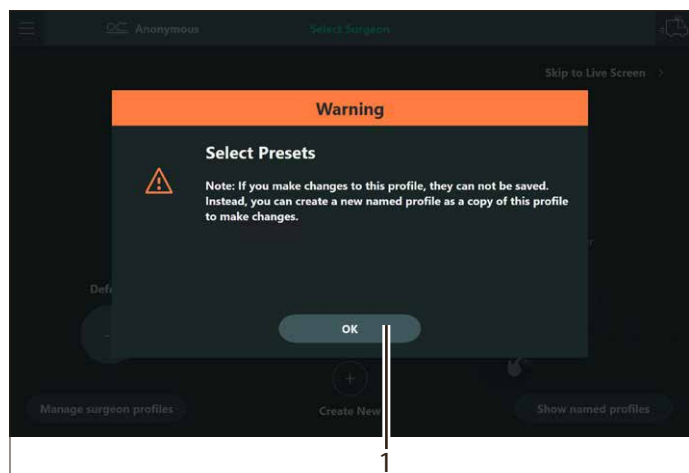 Anonymous
Select Surgeon
Skip to Live Screen
Warning
Select Presets
Note: If you make changes to this profile, they can not be saved.
Instead, you can create a new named profile as a copy of this profile
to make changes.
OK
Manage surgeon profiles
Create New
Show named profiles
1